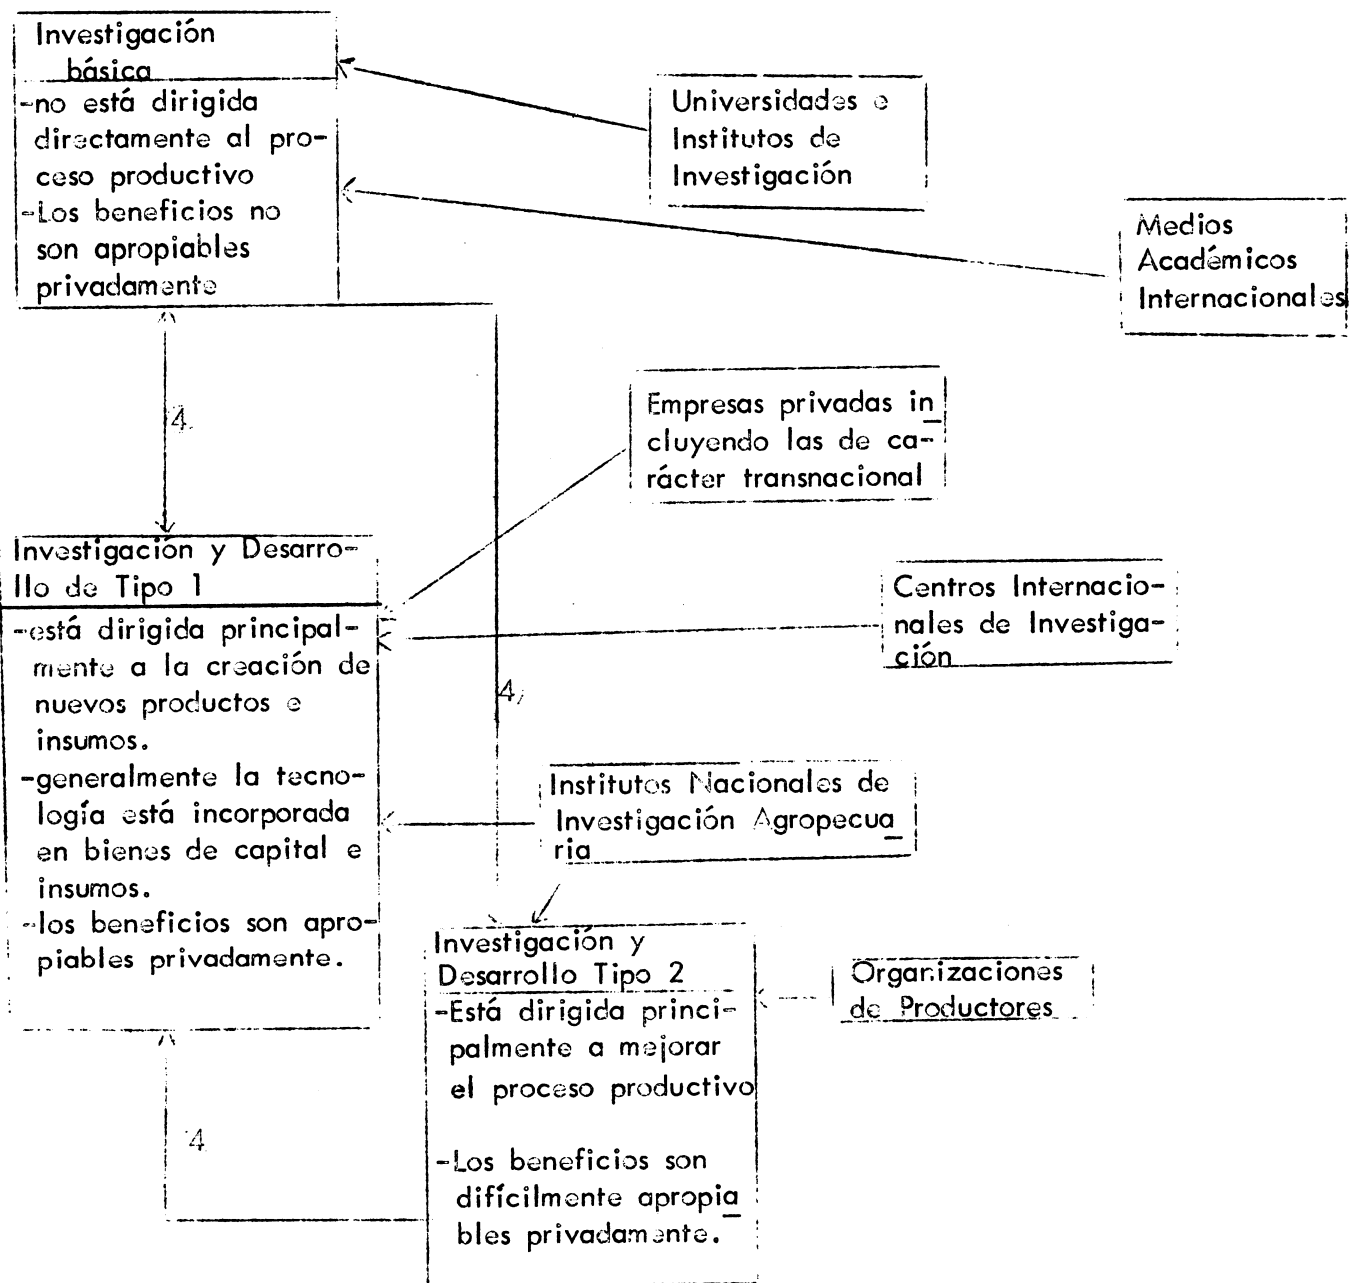 Investigación
básica
-no está dirigida
directamente al pro-
ceso productivo
-Los beneficios no
son apropiables
privadamente
Universidades e
Institutos de
Investigación
Medios
Académicos
Internacionales
4
Empresas privadas in
cluyendo las de ca-
rácter transnacional
Investigación y Desarro-
llo de Tipo 1
-está dirigida principal-
mente a la creación de
nuevos productos e
insumos.
-generalmente la tecno-
logía está incorporada
en bienes de capital e
insumos.
-los beneficios son apro-
piables privadamente.
Centros Internacio-
nales de Investiga-
ción
4
Institutos Nacionales de
Investigación Agropecua
ria
Investigación y
Desarrollo Tipo 2
-Está dirigida princi-
palmente a mejorar
el proceso productivo
-Los beneficios son
difícilmente apropia
bles privadamente.
Organizaciones
de Productores
4